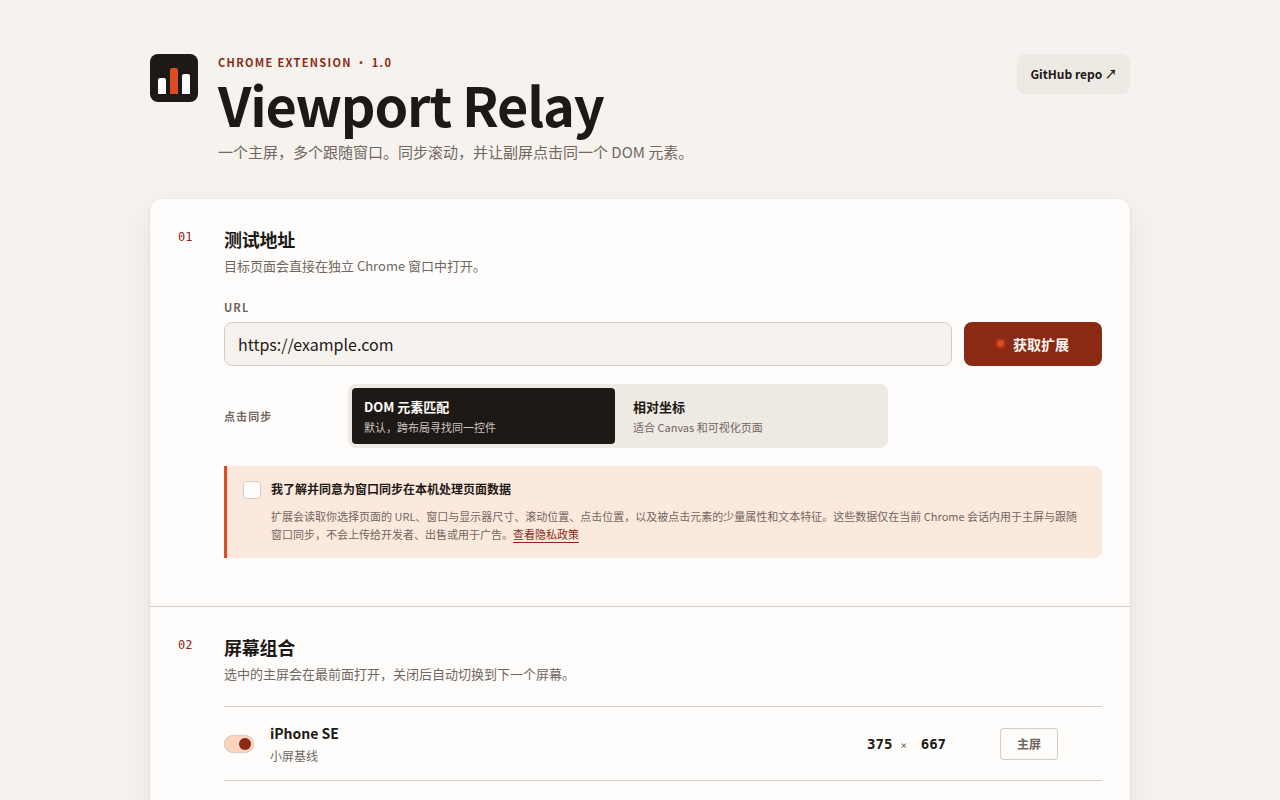 CHROME EXTENSION • 1.0
Viewport Relay
一个主屏，多个跟随窗口。同步滚动，并让副屏点击同一个 DOM 元素。
GitHub repo ↗
01
测试地址
目标页面会直接在独立 Chrome 窗口中打开。
URL
https://example.com
获取扩展
点击同步
DOM 元素匹配
默认，跨布局寻找同一控件
相对坐标
适合 Canvas 和可视化页面
我了解并同意为窗口同步在本机处理页面数据
扩展会读取你选择页面的 URL、窗口与显示器尺寸、滚动位置、点击位置，以及被点击元素的少量属性和文本特征。这些数据仅在当前 Chrome 会话内用于主屏与跟随
窗口同步，不会上传给开发者、出售或用于广告。查看隐私政策
02
屏幕组合
选中的主屏会在最前面打开，关闭后自动切换到下一个屏幕。
iPhone SE
小屏基线
375 × 667
主屏